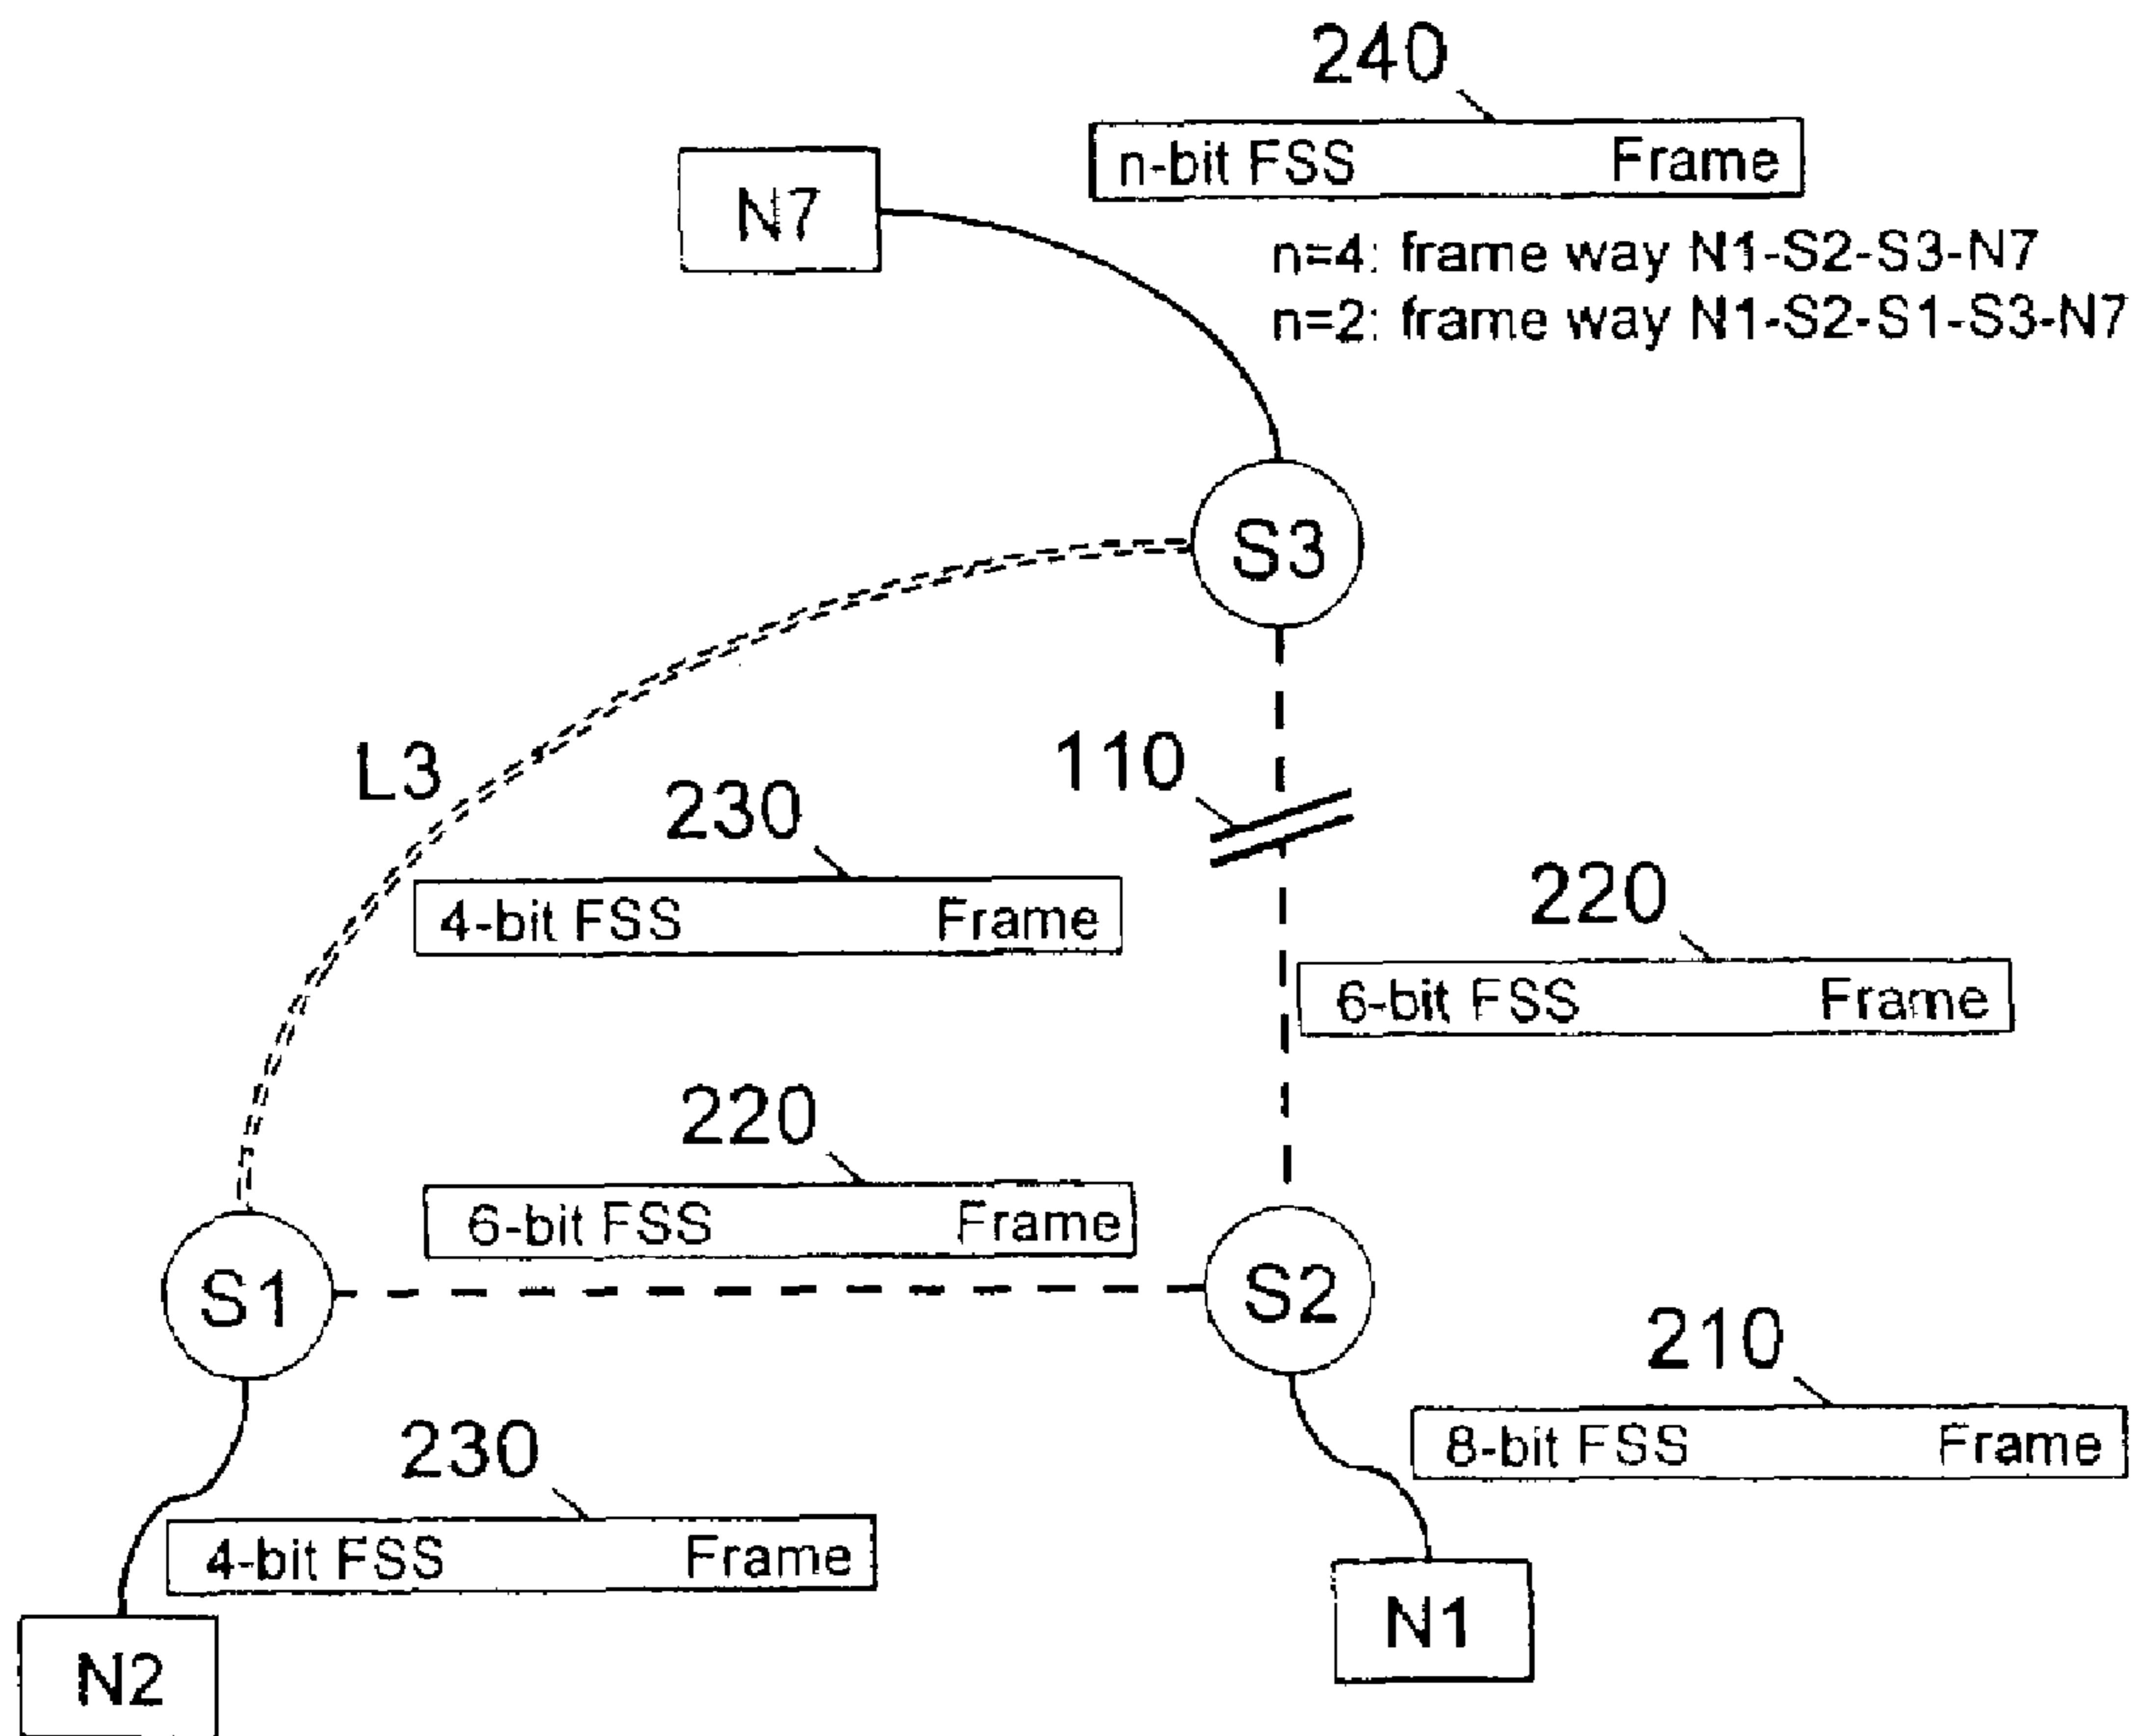 240
n-bit FSS Frame
N7
n=4: frame way N1-S2-S3-N7
n=2: frame way N1-S2-S1-S3-N7
S3
L3
110
230
4-bit FSS Frame
220
6-bit FSS Frame
220
6-bit FSS Frame
S1
S2
210
8-bit FSS Frame
230
4-bit FSS Frame
N1
N2